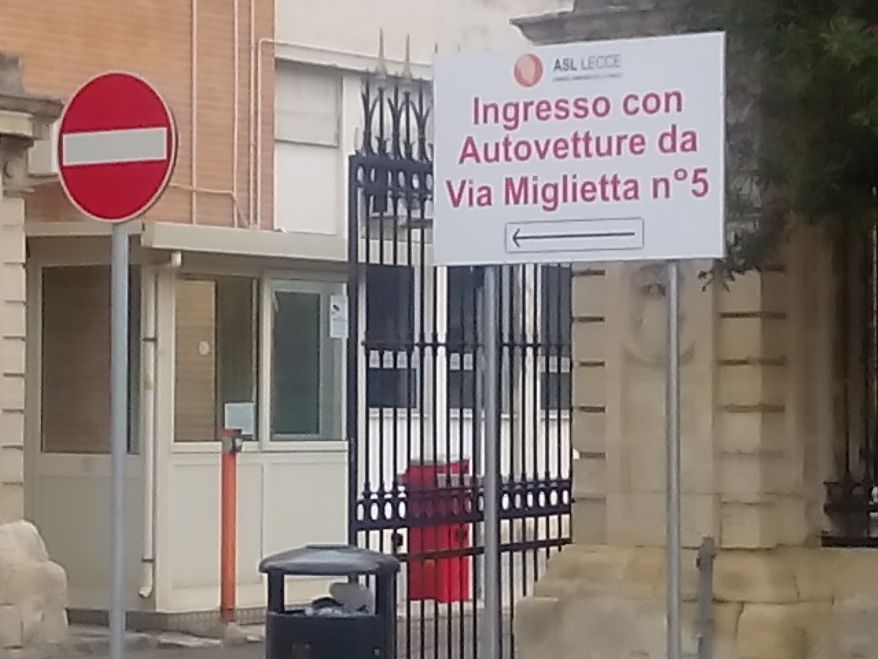 ASL LECCE
Ingresso con
Autovetture da
Via Miglietta n°5